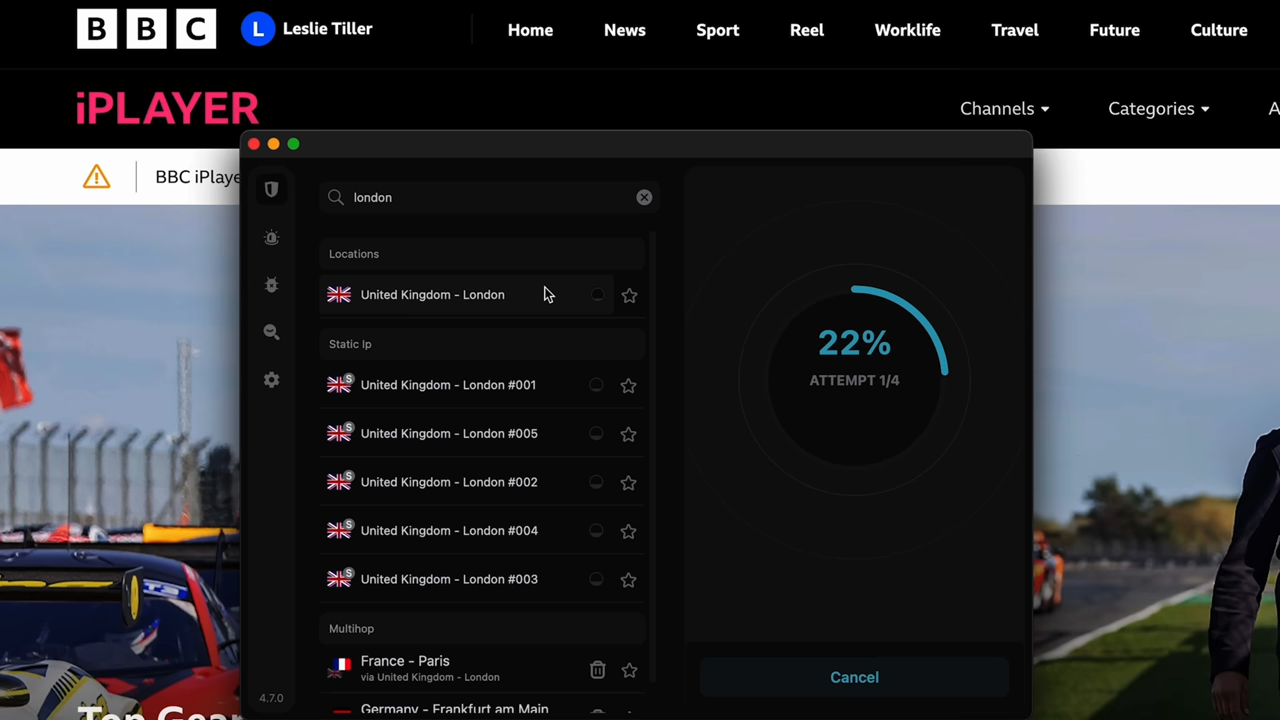 BBC
L
Leslie Tiller
Home
News
Sport
Reel
Worklife
Travel
Future
Culture
iPLAYER
Channels
Categories
A
BBC iPlaye
london
Locations
United Kingdom - London
Static Ip
S
United Kingdom - London #001
S
United Kingdom - London #005
S
United Kingdom - London #002
S
United Kingdom - London #004
S
United Kingdom - London #003
Multihop
France - Paris
via United Kingdom - London
Germany - Frankfurt am Main
22%
ATTEMPT 1/4
Cancel
4.7.0
Top Gear